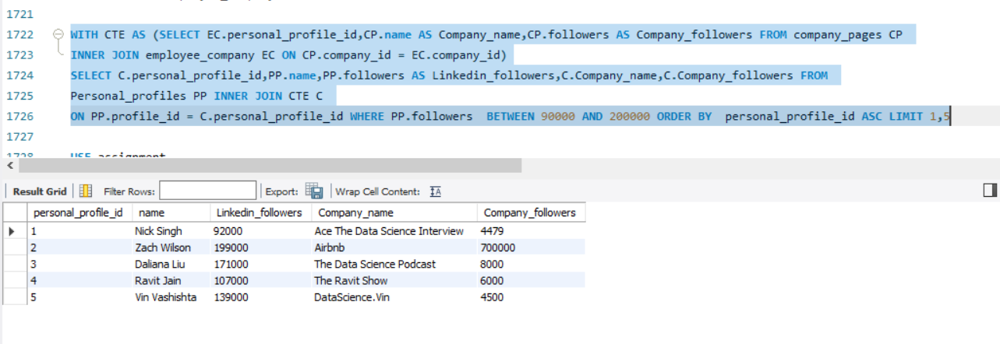 1721
1722 WITH CTE AS (SELECT EC.personal_profile_id,CP.name AS Company_name,CP.followers AS Company_followers FROM company_pages CP
1723 INNER JOIN employee_company EC ON CP.company_id = EC.company_id)
1724 SELECT C.personal_profile_id,PP.name,PP.followers AS Linkedin_followers,C.Company_name,C.Company_followers FROM
1725 Personal_profiles PP INNER JOIN CTE C
1726 ON PP.profile_id = C.personal_profile_id WHERE PP.followers  BETWEEN 90000 AND 200000 ORDER BY  personal_profile_id ASC LIMIT 1,5
1727
1728 USE assignment
Result Grid Filter Rows: Export: Wrap Cell Content: IA
personal_profile_id name Linkedin_followers Company_name Company_followers
1 Nick Singh 92000 Ace The Data Science Interview 4479
2 Zach Wilson 199000 Airbnb 700000
3 Daliana Liu 171000 The Data Science Podcast 8000
4 Ravit Jain 107000 The Ravit Show 6000
5 Vin Vashishta 139000 DataScience.Vin 4500